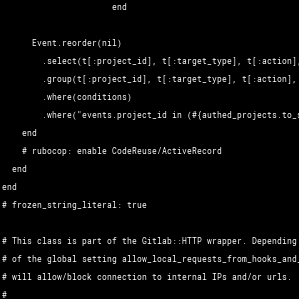 end
Event.reorder(nil)
.select(t[:project_id], t[:target_type], t[:action],
.group(t[:project_id], t[:target_type], t[:action],
.where(conditions)
.where("events.project_id in (#{authed_projects.to_s
end
# rubocop: enable CodeReuse/ActiveRecord
end
end
# frozen_string_literal: true
# This class is part of the Gitlab::HTTP wrapper. Depending
# of the global setting allow_local_requests_from_hooks_and_
# will allow/block connection to internal IPs and/or urls.
#